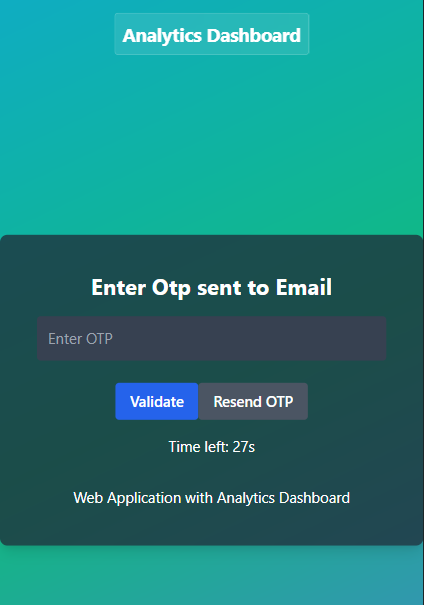 Analytics Dashboard
Enter Otp sent to Email
Enter OTP
Validate Resend OTP
Time left: 27s
Web Application with Analytics Dashboard